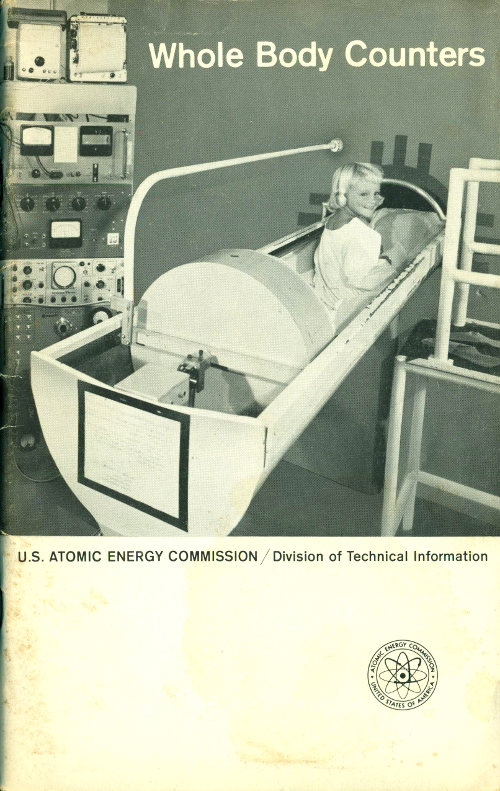 Whole Body Counters
U.S. ATOMIC ENERGY COMMISSION / Division of Technical Information
ATOMIC ENERGY COMMISSION
UNITED STATES OF AMERICA